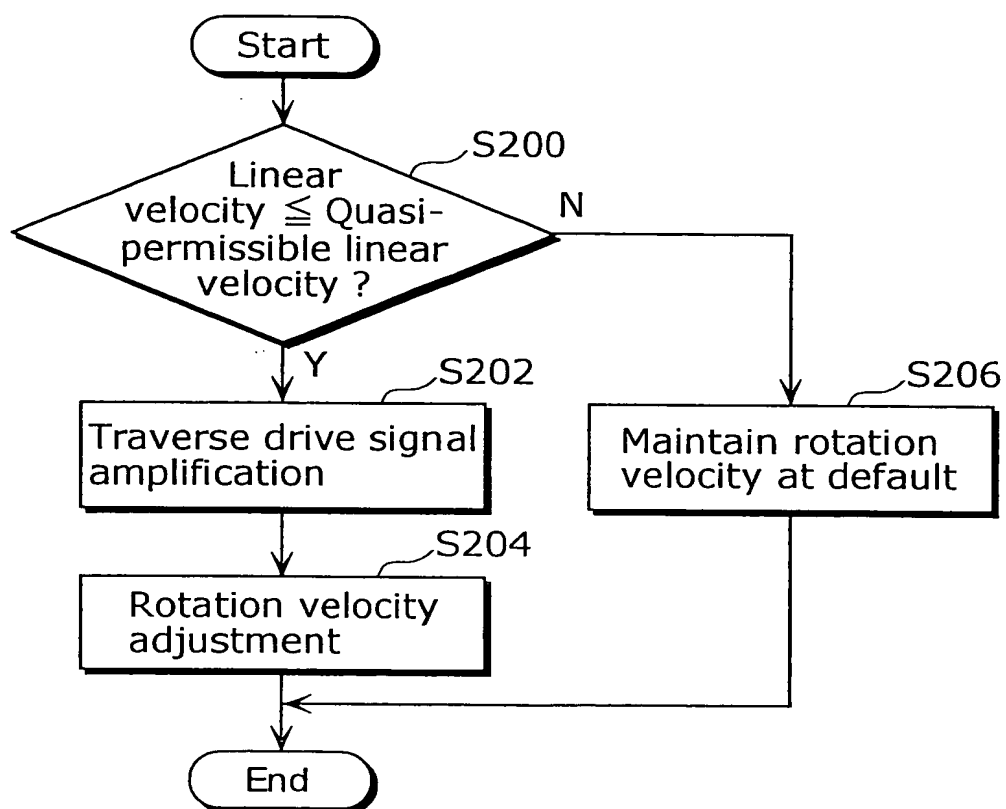 Start
S200
Linear
velocity ≦ Quasi-
permissible linear
velocity ?
N
Y
S202
Traverse drive signal
amplification
S206
Maintain rotation
velocity at default
S204
Rotation velocity
adjustment
End